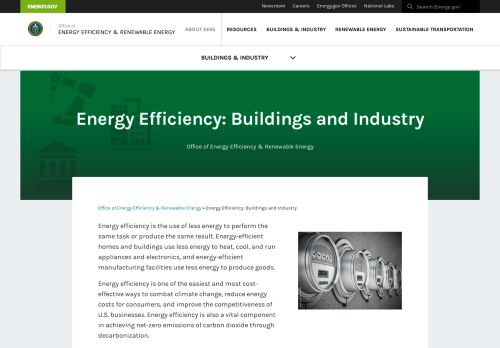 ENERGY.GOV
Newsroom
Careers
Energy.gov Offices
National Labs
Search Energy.gov
Office of
ENERGY EFFICIENCY & RENEWABLE ENERGY
ABOUT EERE
RESOURCES
BUILDINGS & INDUSTRY
RENEWABLE ENERGY
SUSTAINABLE TRANSPORTATION
BUILDINGS & INDUSTRY
Energy Efficiency: Buildings and Industry
Office of Energy Efficiency & Renewable Energy
Office of Energy Efficiency & Renewable Energy » Energy Efficiency: Buildings and Industry
Energy efficiency is the use of less energy to perform the
same task or produce the same result. Energy-efficient
homes and buildings use less energy to heat, cool, and run
appliances and electronics, and energy-efficient
manufacturing facilities use less energy to produce goods.
Energy efficiency is one of the easiest and most cost-
effective ways to combat climate change, reduce energy
costs for consumers, and improve the competitiveness of
U.S. businesses. Energy efficiency is also a vital component
in achieving net-zero emissions of carbon dioxide through
decarbonization.